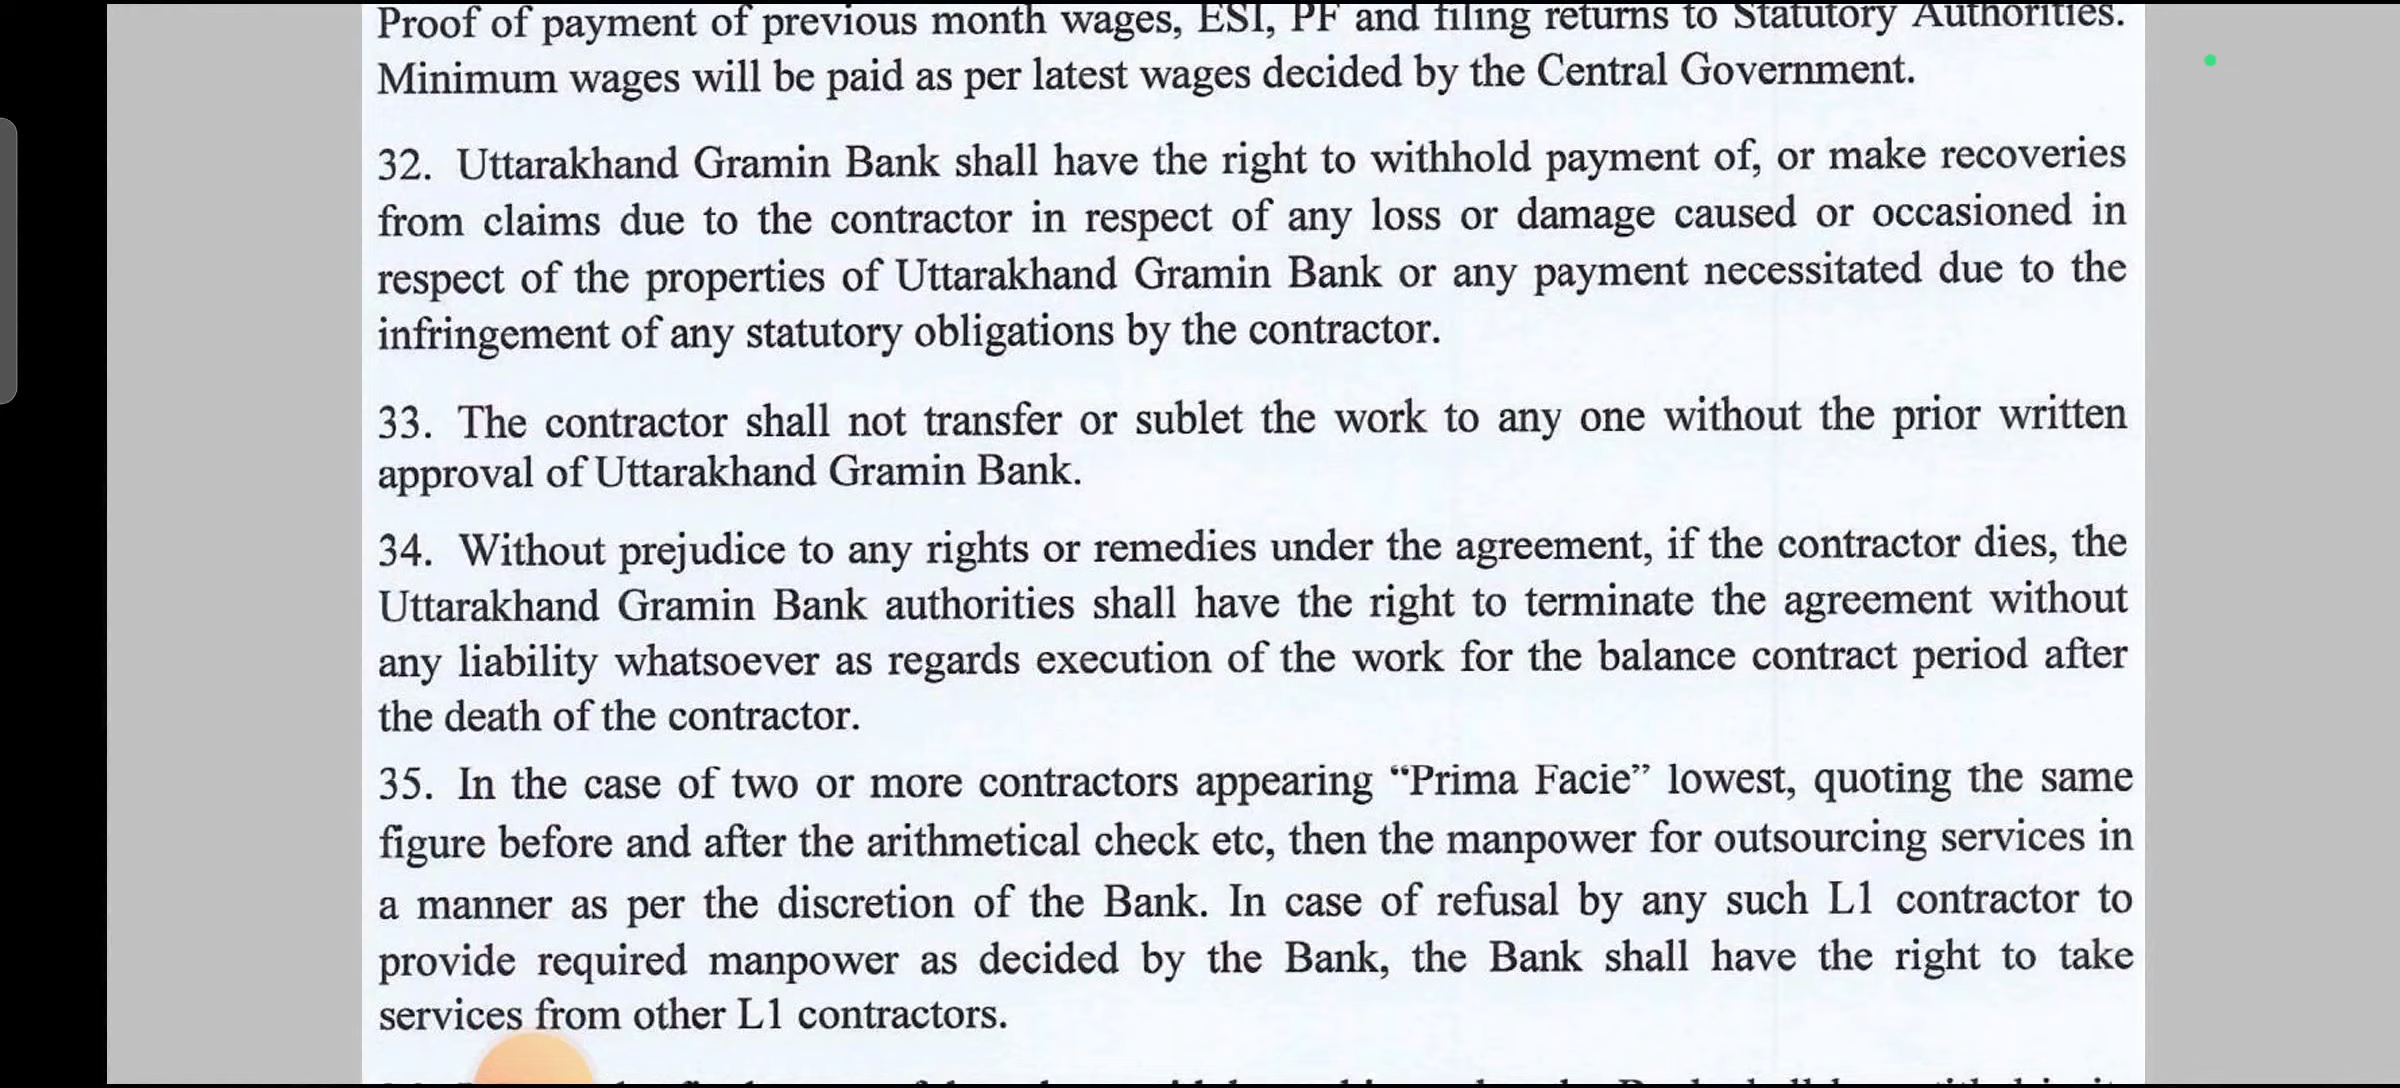 Proof of payment of previous month wages, ESI, PF and filing returns to Statutory Authorities.
Minimum wages will be paid as per latest wages decided by the Central Government.
32. Uttarakhand Gramin Bank shall have the right to withhold payment of, or make recoveries
from claims due to the contractor in respect of any loss or damage caused or occasioned in
respect of the properties of Uttarakhand Gramin Bank or any payment necessitated due to the
infringement of any statutory obligations by the contractor.
33. The contractor shall not transfer or sublet the work to any one without the prior written
approval of Uttarakhand Gramin Bank.
34. Without prejudice to any rights or remedies under the agreement, if the contractor dies, the
Uttarakhand Gramin Bank authorities shall have the right to terminate the agreement without
any liability whatsoever as regards execution of the work for the balance contract period after
the death of the contractor.
35. In the case of two or more contractors appearing “Prima Facie” lowest, quoting the same
figure before and after the arithmetical check etc, then the manpower for outsourcing services in
a manner as per the discretion of the Bank. In case of refusal by any such L1 contractor to
provide required manpower as decided by the Bank, the Bank shall have the right to take
services from other L1 contractors.